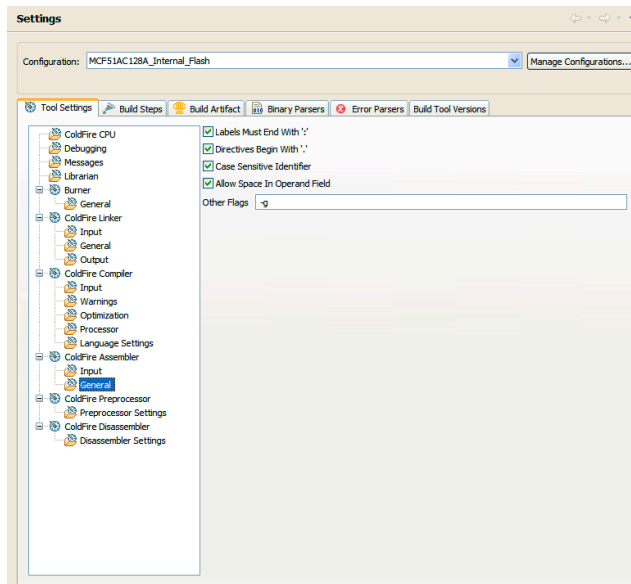 Settings
Configuration: MCF51AC128A_Internal_Flash Manage Configurations...
Tool Settings Build Steps Build Artifact Binary Parsers Error Parsers Build Tool Versions
ColdFire CPU
Debugging
Messages
Librarian
Burner
General
ColdFire Linker
Input
General
Output
ColdFire Compiler
Input
Warnings
Optimization
Processor
Language Settings
ColdFire Assembler
Input
General
ColdFire Preprocessor
Preprocessor Settings
ColdFire Disassembler
Disassembler Settings
Labels Must End With ':'
Directives Begin With '.'
Case Sensitive Identifier
Allow Space In Operand Field
Other Flags -g